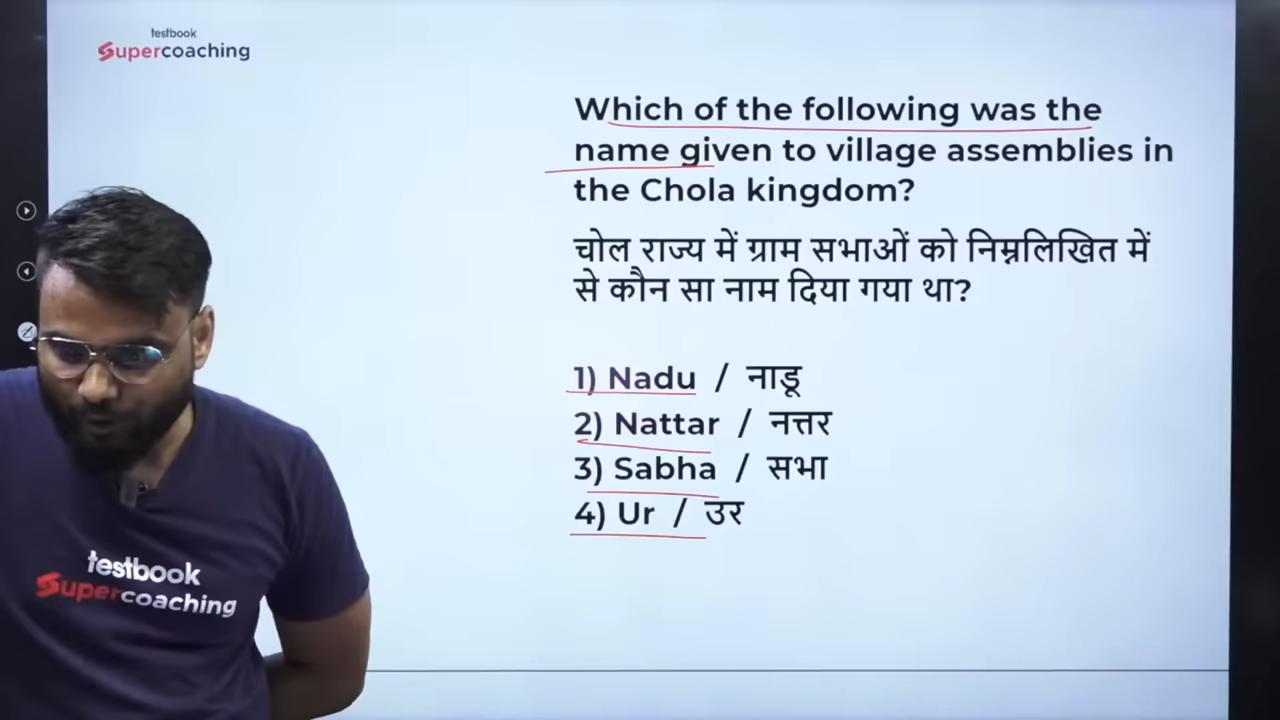 testbook
Supercoaching
Which of the following was the
name given to village assemblies in
the Chola kingdom?
चोल राज्य में ग्राम सभाओं को निम्नलिखित में
से कौन सा नाम दिया गया था?
1) Nadu / नाडू
2) Nattar / नत्तर
3) Sabha / सभा
4) Ur / उर
testbook
Supercoaching